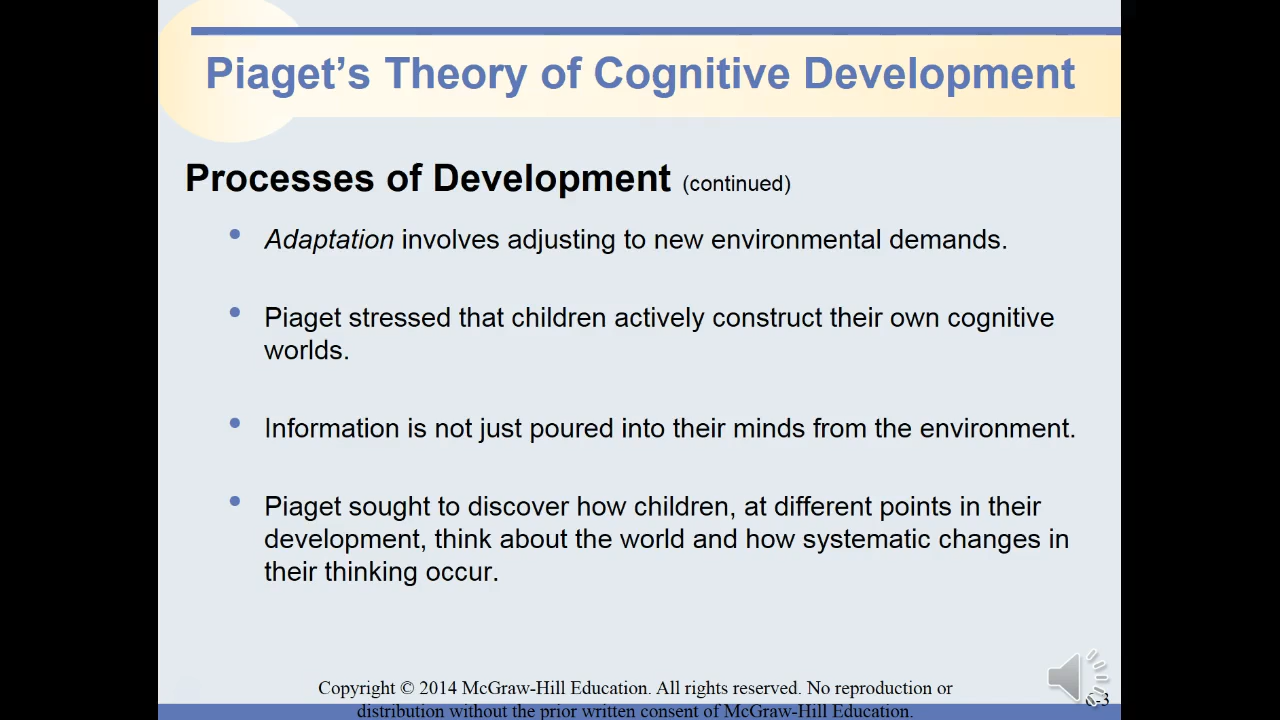 Piaget’s Theory of Cognitive Development
Processes of Development (continued)
• Adaptation involves adjusting to new environmental demands.
• Piaget stressed that children actively construct their own cognitive
worlds.
• Information is not just poured into their minds from the environment.
• Piaget sought to discover how children, at different points in their
development, think about the world and how systematic changes in
their thinking occur.
Copyright © 2014 McGraw-Hill Education. All rights reserved. No reproduction or
distribution without the prior written consent of McGraw-Hill Education.